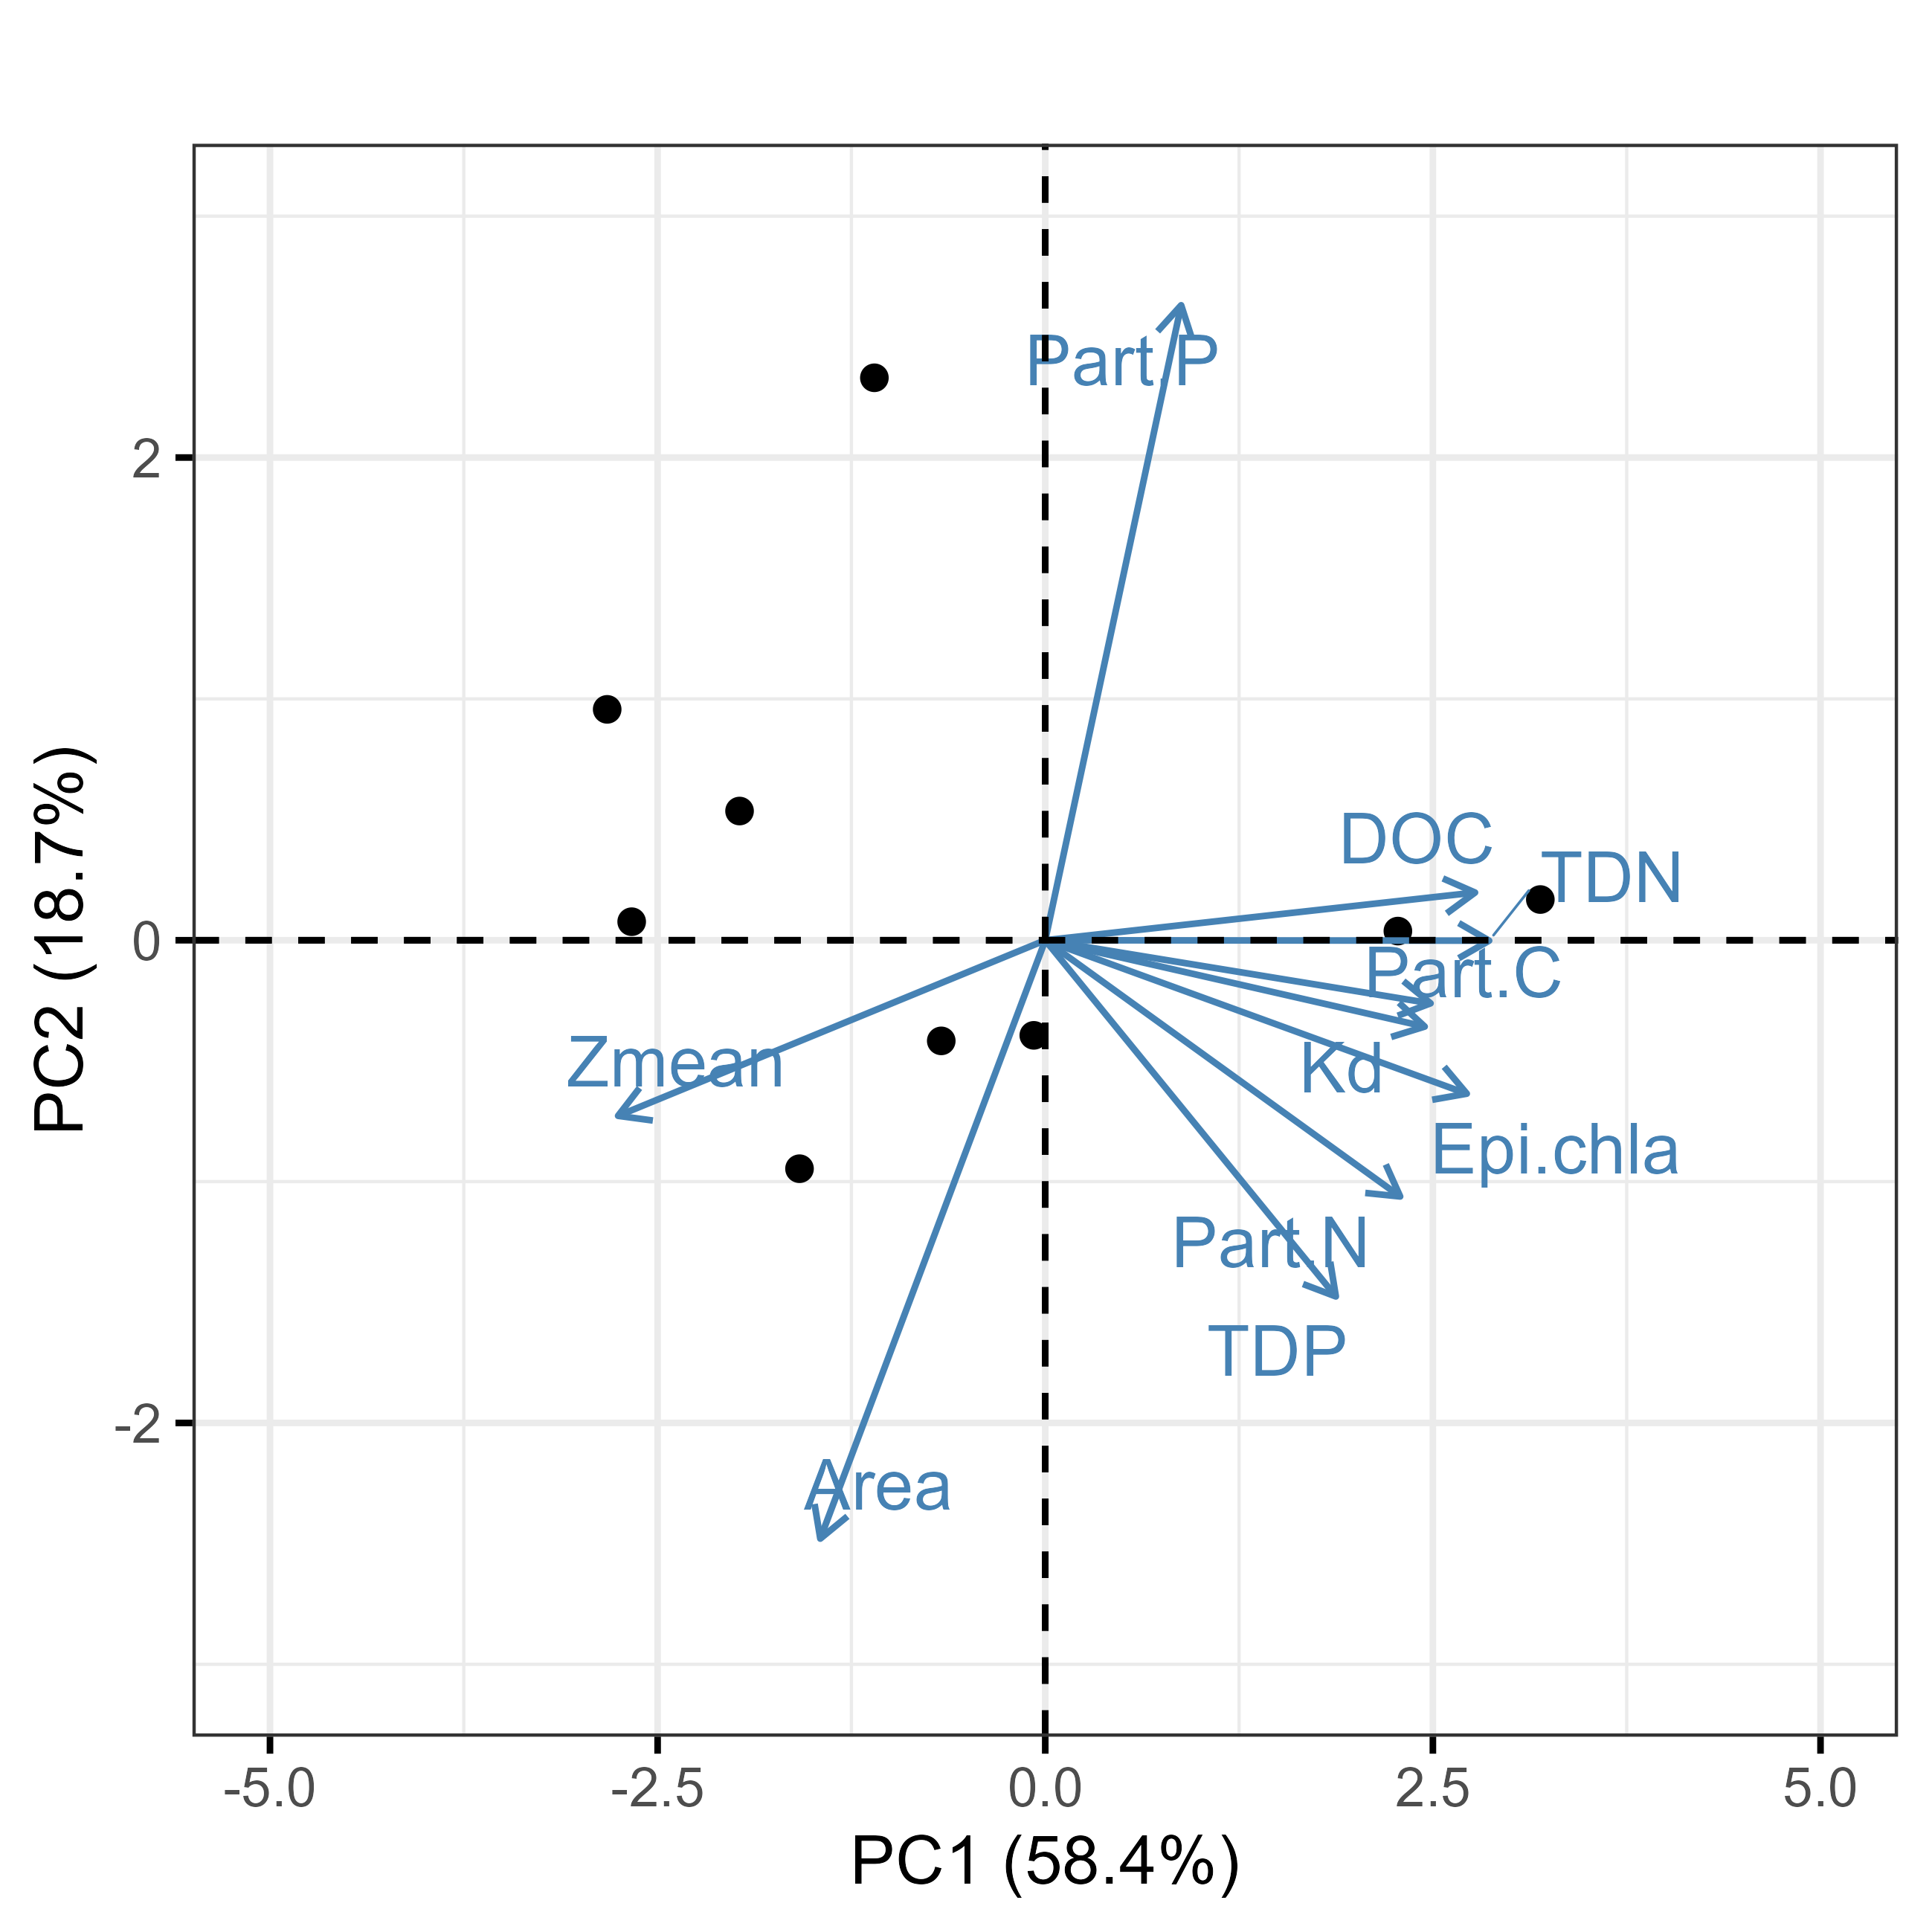 Part.P
2
DOC
TDN
0
Part.C
Zmean
Kd
Epi.chla
Part.N
TDP
-2
Area
-5.0
-2.5
0.0
2.5
5.0
PC1 (58.4%)
PC2 (18.7%)